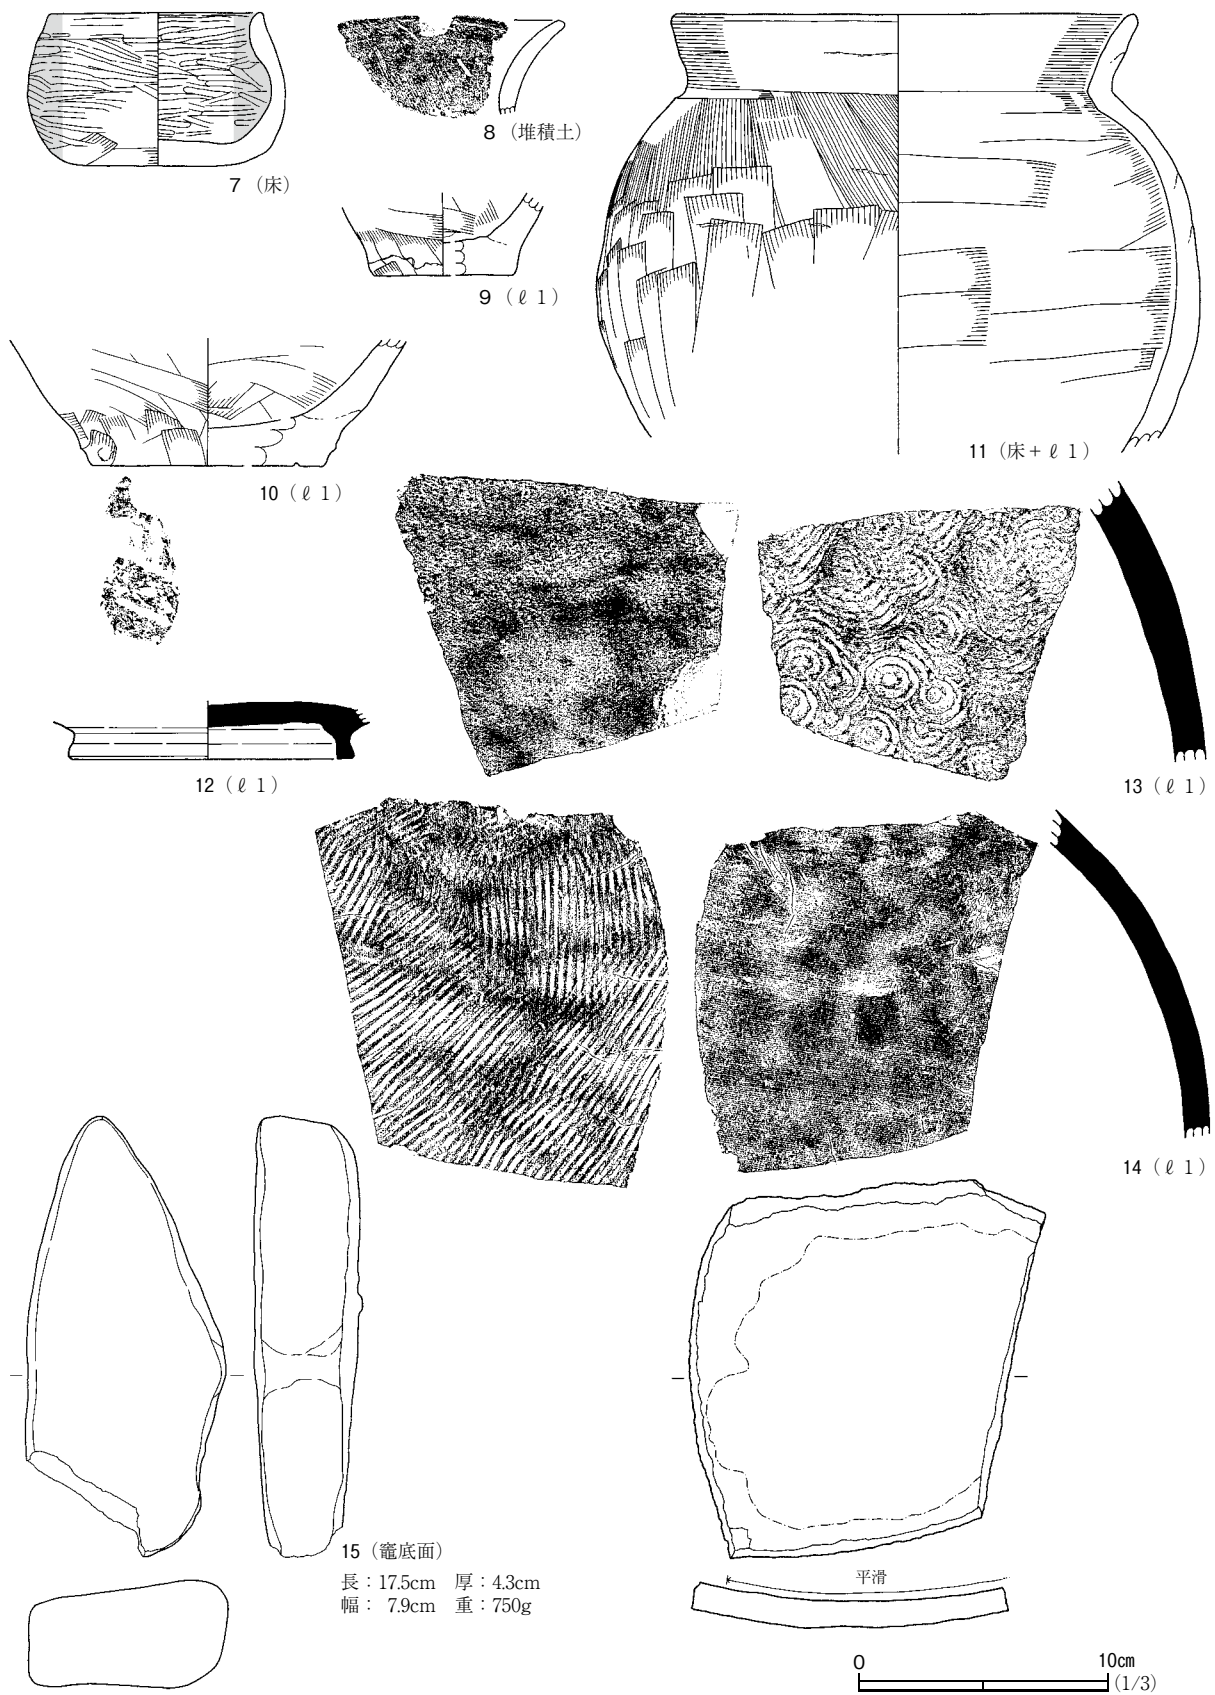 7（床）
8（堆積土）
9（ℓ 1）
10（ℓ 1）
11（床＋ℓ 1）
12（ℓ 1）
13（ℓ 1）
14（ℓ 1）
15（竈底面）
長：17.5cm　厚：4.3cm
幅： 7.9cm　重：750g
平滑
0　10cm
(1/3)